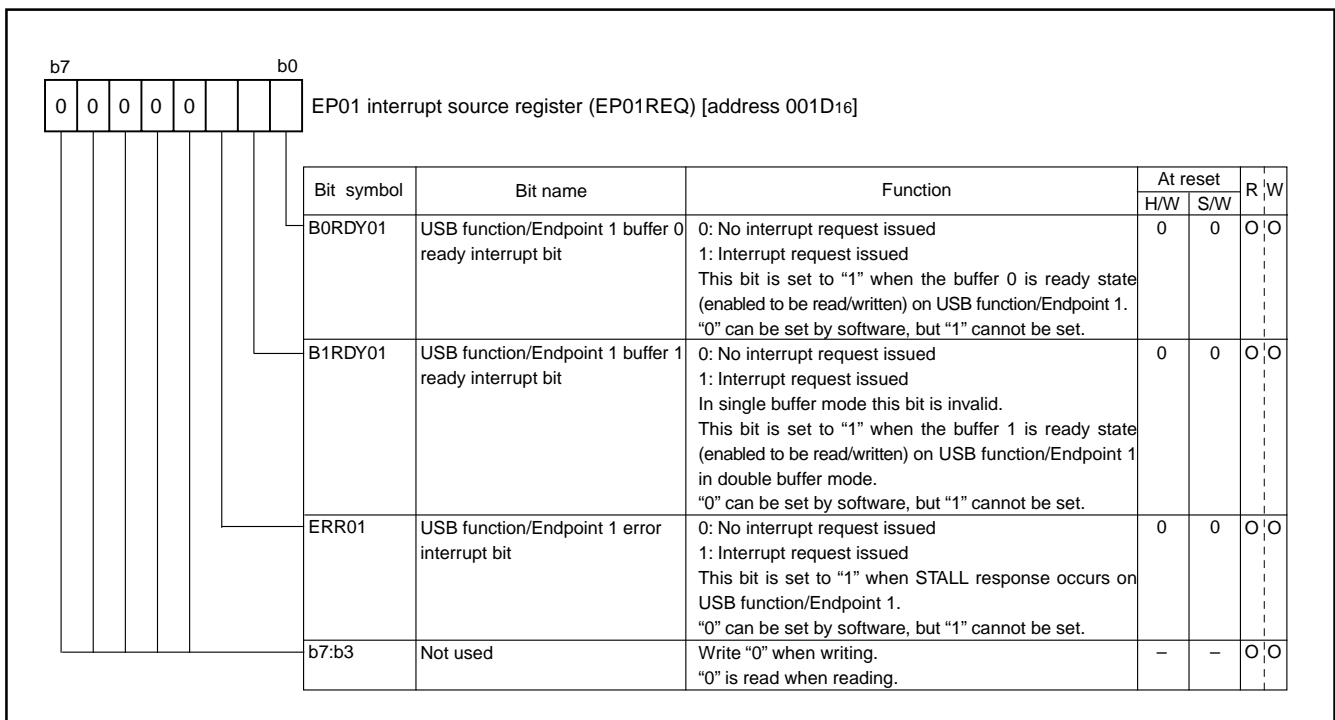 b7 b0
0 0 0 0 0 EP01 interrupt source register (EP01REQ) [address 001D16]
Bit symbol Bit name Function At reset R W
H/W S/W
B0RDY01 USB function/Endpoint 1 buffer 0 0: No interrupt request issued 0 0 O O
ready interrupt bit 1: Interrupt request issued
This bit is set to “1” when the buffer 0 is ready state
(enabled to be read/written) on USB function/Endpoint 1.
“0” can be set by software, but “1” cannot be set.
B1RDY01 USB function/Endpoint 1 buffer 1 0: No interrupt request issued 0 0 O O
ready interrupt bit 1: Interrupt request issued
In single buffer mode this bit is invalid.
This bit is set to “1” when the buffer 1 is ready state
(enabled to be read/written) on USB function/Endpoint 1
in double buffer mode.
“0” can be set by software, but “1” cannot be set.
ERR01 USB function/Endpoint 1 error 0: No interrupt request issued 0 0 O O
interrupt bit 1: Interrupt request issued
This bit is set to “1” when STALL response occurs on
USB function/Endpoint 1.
“0” can be set by software, but “1” cannot be set.
b7:b3 Not used Write “0” when writing. – – O O
“0” is read when reading.